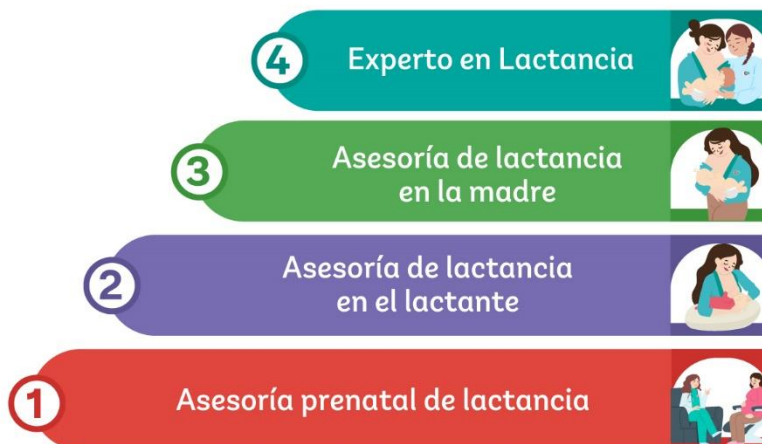 4
Experto en Lactancia
3
Asesoría de lactancia
en la madre
2
Asesoría de lactancia
en el lactante
1
Asesoría prenatal de lactancia